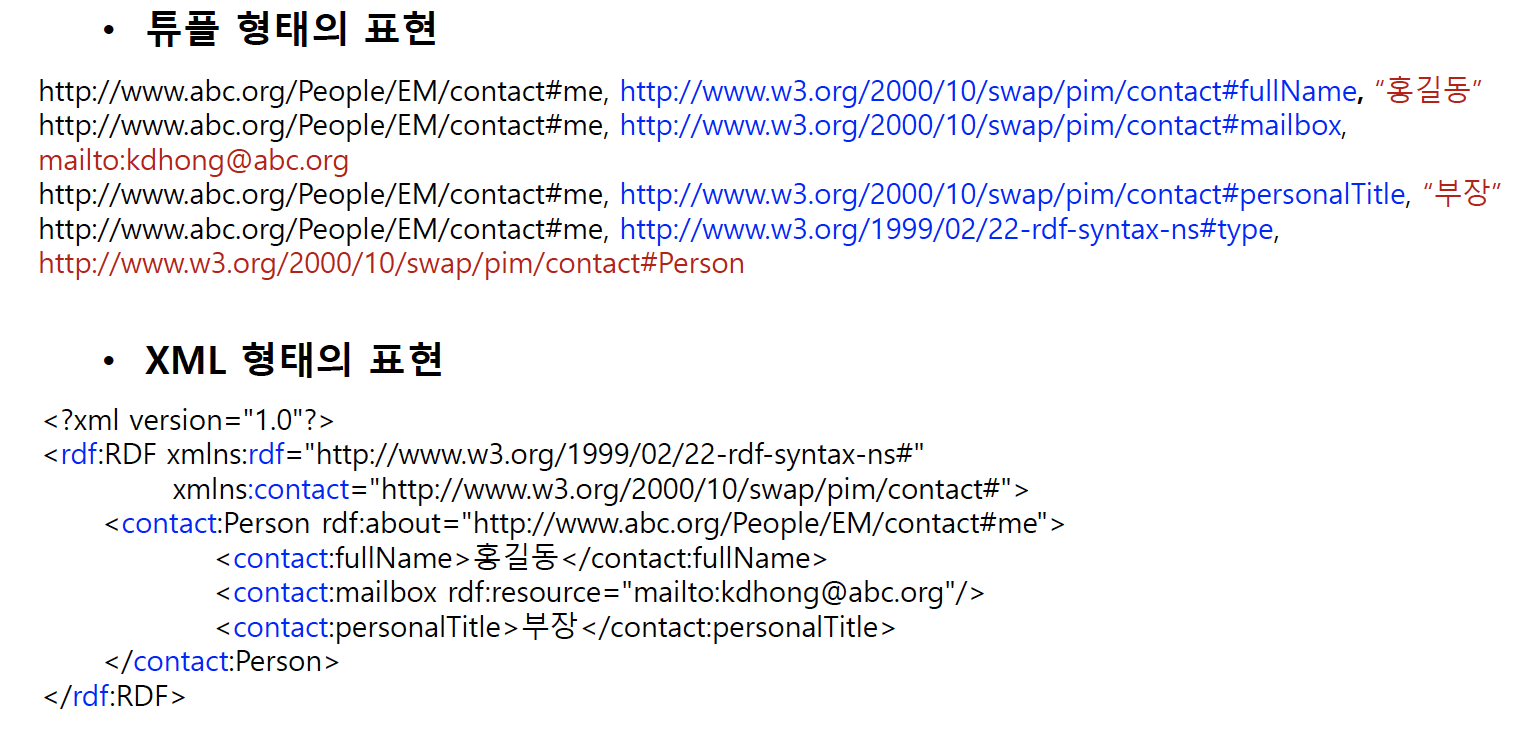 • 튜플 형태의 표현
http://www.abc.org/People/EM/contact#me, http://www.w3.org/2000/10/swap/pim/contact#fullName, “홍길동”
http://www.abc.org/People/EM/contact#me, http://www.w3.org/2000/10/swap/pim/contact#mailbox,
mailto:kdhong@abc.org
http://www.abc.org/People/EM/contact#me, http://www.w3.org/2000/10/swap/pim/contact#personalTitle, “부장”
http://www.abc.org/People/EM/contact#me, http://www.w3.org/1999/02/22-rdf-syntax-ns#type,
http://www.w3.org/2000/10/swap/pim/contact#Person
• XML 형태의 표현
<?xml version="1.0"?>
<rdf:RDF xmlns:rdf="http://www.w3.org/1999/02/22-rdf-syntax-ns#"
xmlns:contact="http://www.w3.org/2000/10/swap/pim/contact#">
<contact:Person rdf:about="http://www.abc.org/People/EM/contact#me">
<contact:fullName>홍길동</contact:fullName>
<contact:mailbox rdf:resource="mailto:kdhong@abc.org"/>
<contact:personalTitle>부장</contact:personalTitle>
</contact:Person>
</rdf:RDF>